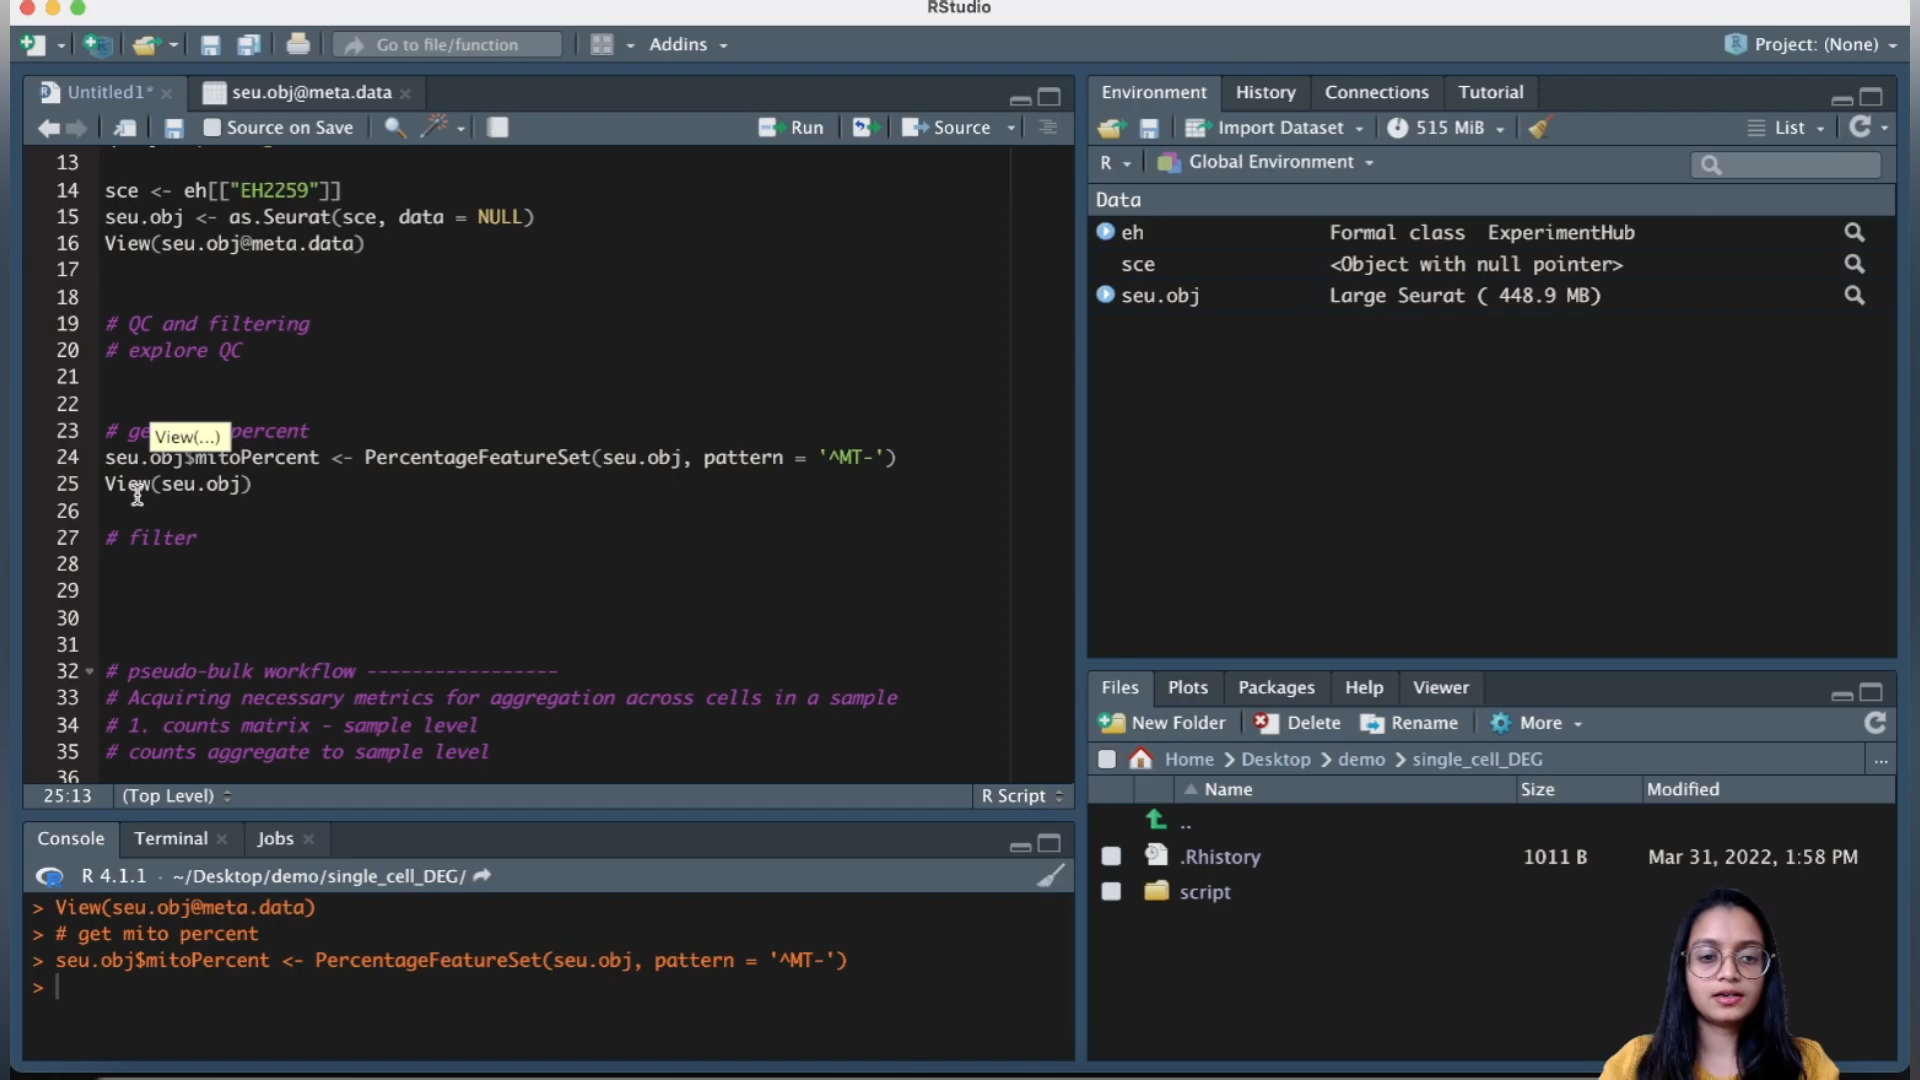 RStudio
Go to file/function
Addins
Project: (None)
Untitled1*
seu.obj@meta.data
Source on Save
Run
Source
13
14 sce <- eh[["EH2259"]]
15 seu.obj <- as.Seurat(sce, data = NULL)
16 View(seu.obj@meta.data)
17
18
19 # QC and filtering
20 # explore QC
21
22
23 # ge percent
View(...)
24 seu.obj$mitoPercent <- PercentageFeatureSet(seu.obj, pattern = '^MT-')
25 View(seu.obj)
26
27 # filter
28
29
30
31
32 # pseudo-bulk workflow -----------------
33 # Acquiring necessary metrics for aggregation across cells in a sample
34 # 1. counts matrix - sample level
35 # counts aggregate to sample level
36
25:13 (Top Level) R Script
Console Terminal Jobs
R 4.1.1 · ~/Desktop/demo/single_cell_DEG/
> View(seu.obj@meta.data)
> # get mito percent
> seu.obj$mitoPercent <- PercentageFeatureSet(seu.obj, pattern = '^MT-')
>
Environment History Connections Tutorial
Import Dataset 515 MiB List
R Global Environment
Data
eh Formal class ExperimentHub
sce <Object with null pointer>
seu.obj Large Seurat ( 448.9 MB)
Files Plots Packages Help Viewer
New Folder Delete Rename More
Home Desktop demo single_cell_DEG ...
Name Size Modified
..
.Rhistory 1011 B Mar 31, 2022, 1:58 PM
script